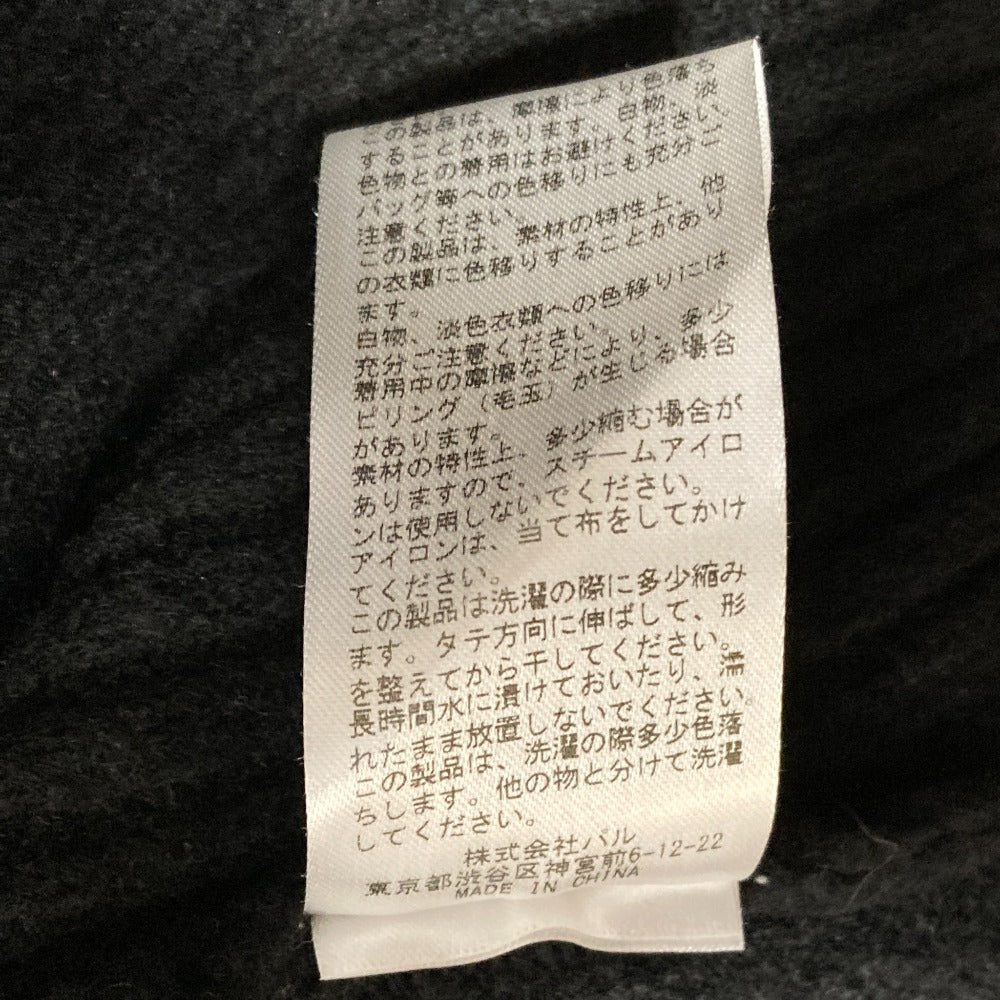 この製品は、摩擦により色落ち
することがあります。白物、淡
色物との着用はお避けください。
バッグ等への色移りにも充分ご
注意ください。
この製品は、素材の特性上、他
の衣類に色移りすることがあり
ます。
白物、淡色衣類への色移りには
充分ご注意ください。
着用中の摩擦などにより、多少
ピリング（毛玉）が生じる場合
があります。
素材の特性上、多少縮む場合が
ありますので、スチームアイロ
ンは使用しないでください。
アイロンは、当て布をしてかけ
てください。
この製品は洗濯の際に多少縮み
ます。タテ方向に伸ばして、形
を整えてから干してください。
長時間水に漬けておいたり、濡
れたまま放置しないでください。
この製品は、洗濯の際多少色落
ちします。他の物と分けて洗濯
してください。
株式会社パル
東京都渋谷区神宮前6-12-22
MADE IN CHINA